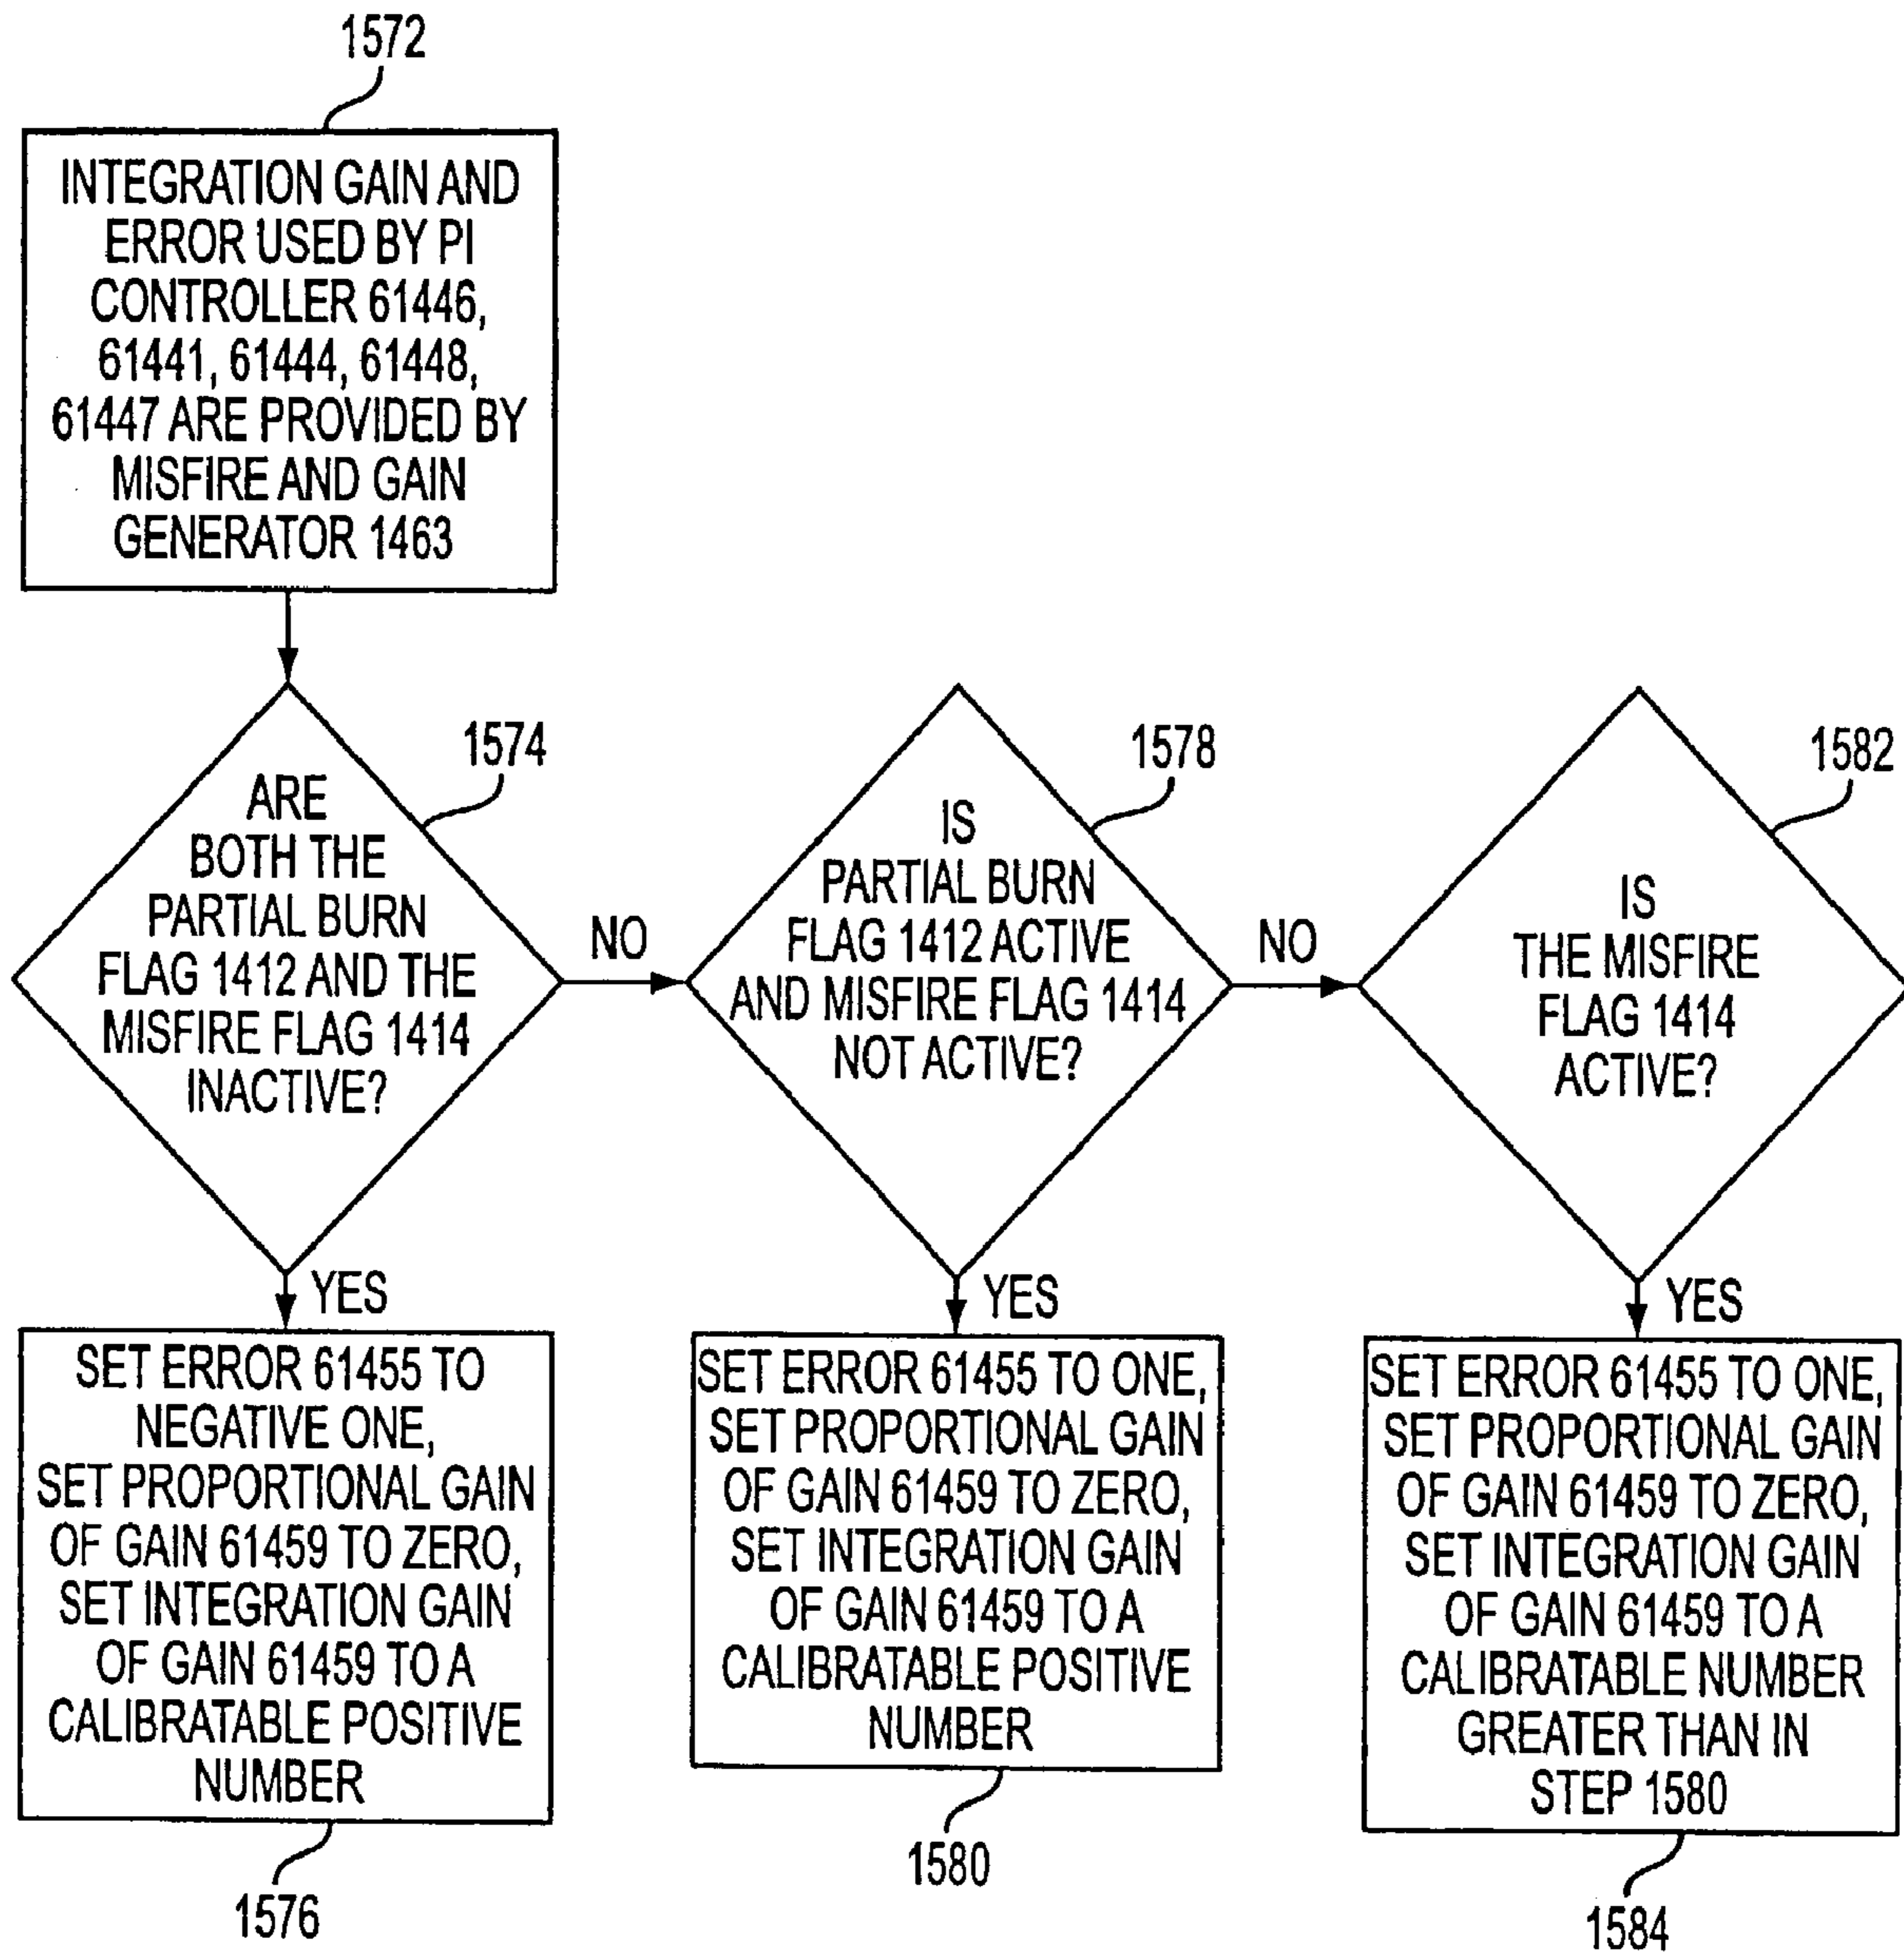 1572
INTEGRATION GAIN AND
ERROR USED BY PI
CONTROLLER 61446,
61441, 61444, 61448,
61447 ARE PROVIDED BY
MISFIRE AND GAIN
GENERATOR 1463
1574
ARE
BOTH THE
PARTIAL BURN
FLAG 1412 AND THE
MISFIRE FLAG 1414
INACTIVE?
NO
1578
IS
PARTIAL BURN
FLAG 1412 ACTIVE
AND MISFIRE FLAG 1414
NOT ACTIVE?
NO
1582
IS
THE MISFIRE
FLAG 1414
ACTIVE?
YES
SET ERROR 61455 TO
NEGATIVE ONE,
SET PROPORTIONAL GAIN
OF GAIN 61459 TO ZERO,
SET INTEGRATION GAIN
OF GAIN 61459 TO A
CALIBRATABLE POSITIVE
NUMBER
1576
YES
SET ERROR 61455 TO ONE,
SET PROPORTIONAL GAIN
OF GAIN 61459 TO ZERO,
SET INTEGRATION GAIN
OF GAIN 61459 TO A
CALIBRATABLE POSITIVE
NUMBER
1580
YES
SET ERROR 61455 TO ONE,
SET PROPORTIONAL GAIN
OF GAIN 61459 TO ZERO,
SET INTEGRATION GAIN
OF GAIN 61459 TO A
CALIBRATABLE NUMBER
GREATER THAN IN
STEP 1580
1584